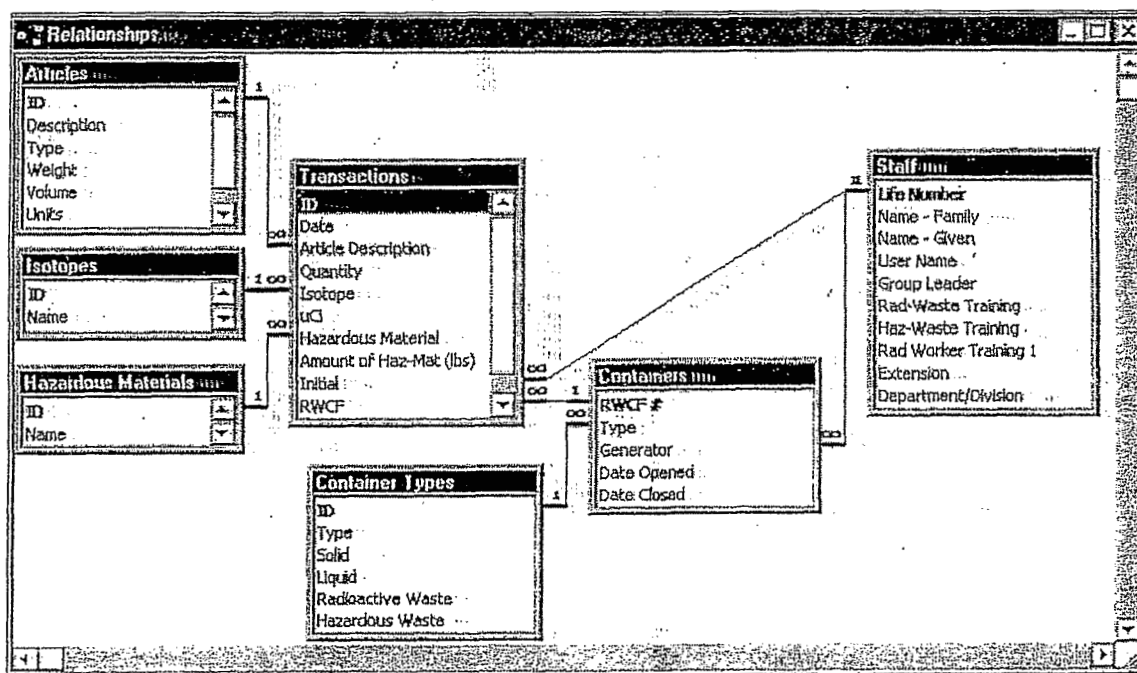 Relationships
Articles
ID
Description
Type
Weight
Volume
Units
1
∞
Isotopes
ID
Name
1 ∞
Hazardous Materials
ID
Name
1
∞
Transactions
ID
Date
Article Description
Quantity
Isotope
uCi
Hazardous Material
Amount of Haz-Mat (lbs)
Initial
RWCF
∞
∞
1
∞
Container Types
ID
Type
Solid
Liquid
Radioactive Waste
Hazardous Waste
1
Containers
RWCF #
Type
Generator
Date Opened
Date Closed
∞
Staff
Life Number
Name - Family
Name - Given
User Name
Group Leader
Rad-Waste Training
Haz-Waste Training
Rad Worker Training 1
Extension
Department/Division